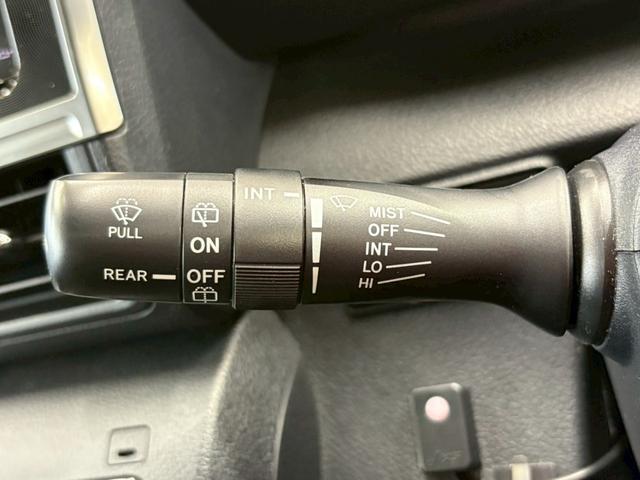 PULL
REAR
ON
OFF
INT
MIST
OFF
INT
LO
HI